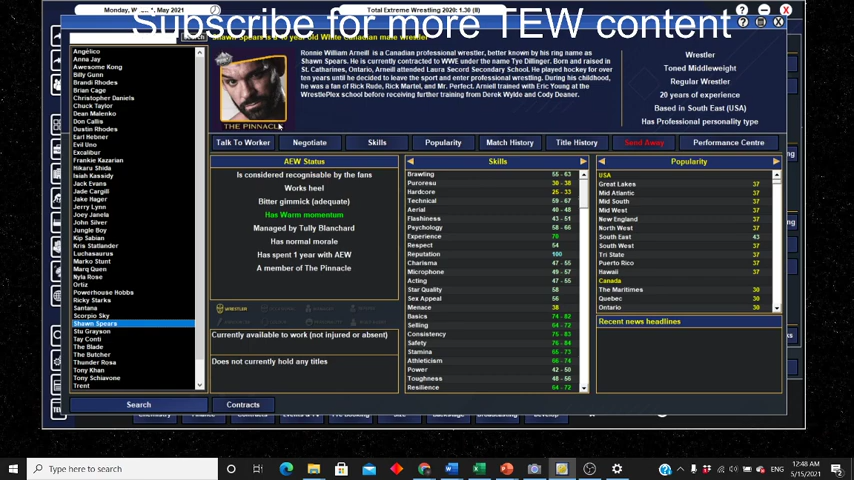 Monday, W
May 2021
Total Extreme Wrestling 2020: 1.30 (8)
Subscribe for more TEW content
Search
Shawn Spears is a 40 year old White Canadian male wrestler
Angélico
Anna Jay
Awesome Kong
Billy Gunn
Brandi Rhodes
Brian Cage
Christopher Daniels
Chuck Taylor
Dean Malenko
Don Callis
Dustin Rhodes
Earl Hebner
Evil Uno
Excalibur
Frankie Kazarian
Hikaru Shida
Isiah Kassidy
Jack Evans
Jade Cargill
Jake Hager
Jerry Lynn
Joey Janela
John Silver
Jungle Boy
Kip Sabian
Kris Statlander
Luchasaurus
Marko Stunt
Marq Quen
Nyla Rose
Ortiz
Powerhouse Hobbs
Ricky Starks
Santana
Scorpio Sky
Shawn Spears
Stu Grayson
Tay Conti
The Blade
The Butcher
Thunder Rosa
Tony Khan
Tony Schiavone
Trent
Search
Contracts
THE PINNACLE
Ronnie William Arneill is a Canadian professional wrestler, better known by his ring name as
Shawn Spears. He is currently contracted to WWE under the name Tye Dillinger. Born and raised in
St. Catharines, Ontario, Arneill attended Laura Secord Secondary School. He played hockey for over
ten years until he decided to leave the sport and enter professional wrestling. During his childhood,
he was a fan of Rick Rude, Rick Martel, and Mr. Perfect. Arneill trained with Eric Young at the
WrestlePlex school before receiving further training from Derek Wylde and Cody Deaner.
Wrestler
Toned Middleweight
Regular Wrestler
20 years of experience
Based in South East (USA)
Has Professional personality type
Talk To Worker
Negotiate
Skills
Popularity
Match History
Title History
Send Away
Performance Centre
AEW Status
Is considered recognisable by the fans
Works heel
Bitter gimmick (adequate)
Has Warm momentum
Managed by Tully Blanchard
Has normal morale
Has spent 1 year with AEW
A member of The Pinnacle
WRESTLER
Currently available to work (not injured or absent)
Does not currently hold any titles
Skills
Brawling 55 - 63
Puroresu 30 - 38
Hardcore 25 - 33
Technical 59 - 67
Aerial 40 - 48
Flashiness 43 - 51
Psychology 58 - 66
Experience 78
Respect 54
Reputation 100
Charisma 47 - 55
Microphone 49 - 57
Acting 47 - 55
Star Quality 58
Sex Appeal 56
Menace 38
Basics 74 - 82
Selling 64 - 72
Consistency 75 - 83
Safety 76 - 84
Stamina 65 - 73
Athleticism 66 - 74
Power 42 - 50
Toughness 48 - 56
Resilience 64 - 72
Popularity
USA
Great Lakes 37
Mid Atlantic 37
Mid South 37
Mid West 37
New England 37
North West 37
South East 43
South West 37
Tri State 37
Puerto Rico 37
Hawaii 37
Canada
The Maritimes 30
Quebec 30
Ontario 30
Recent news headlines
Type here to search
12:48 AM
5/15/2021